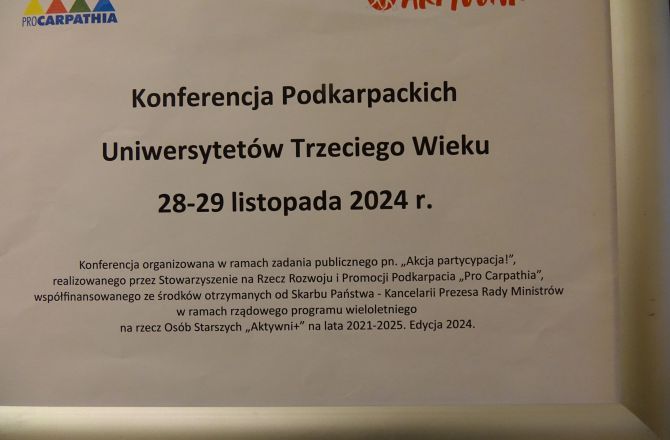 PROCARPATHIA
Konferencja Podkarpackich
Uniwersytetów Trzeciego Wieku
28-29 listopada 2024 r.
Konferencja organizowana w ramach zadania publicznego pn. „Akcja partycypacja!”,
realizowanego przez Stowarzyszenie na Rzecz Rozwoju i Promocji Podkarpacia „Pro Carpathia”,
współfinansowanego ze środków otrzymanych od Skarbu Państwa - Kancelarii Prezesa Rady Ministrów
w ramach rządowego programu wieloletniego
na rzecz Osób Starszych „Aktywni+” na lata 2021-2025. Edycja 2024.